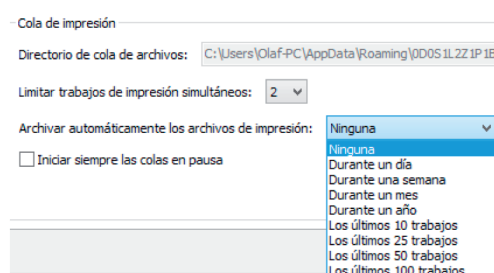 Cola de impresión
Directorio de cola de archivos: C:\Users\Olaf-PC\AppData\Roaming\0D0S1L2Z1P1B
Limitar trabajos de impresión simultáneos: 2
Archivar automáticamente los archivos de impresión: Ninguna
Iniciar siempre las colas en pausa
Ninguna
Durante un día
Durante una semana
Durante un mes
Durante un año
Los últimos 10 trabajos
Los últimos 25 trabajos
Los últimos 50 trabajos
Los últimos 100 trabajos